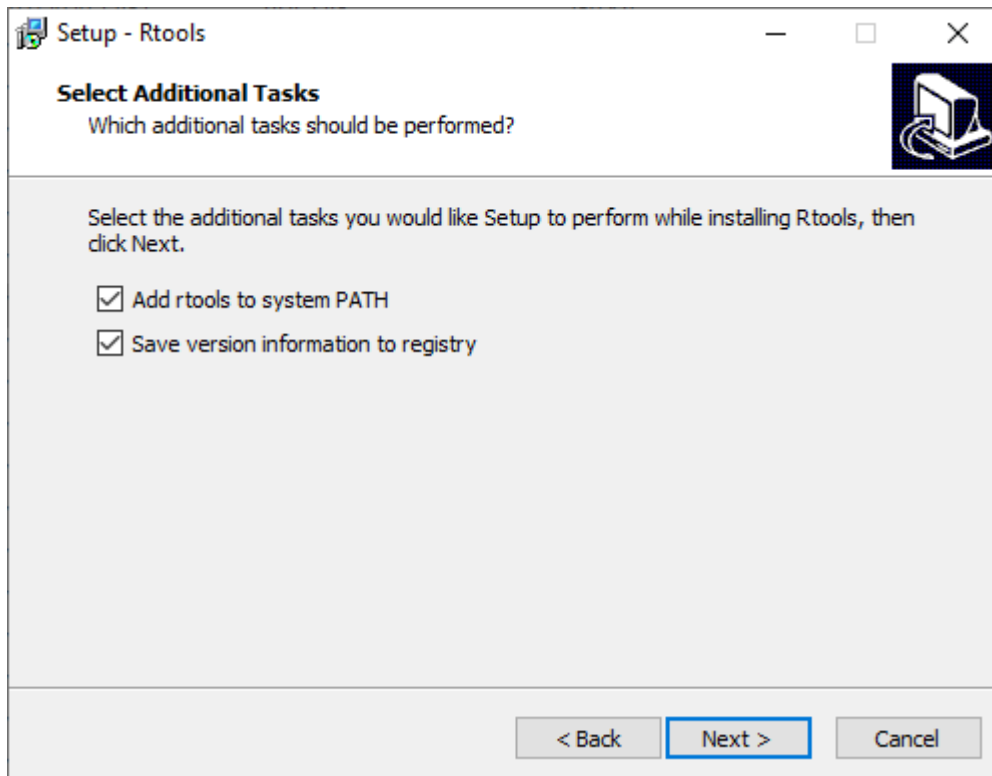 Setup - Rtools
Select Additional Tasks
Which additional tasks should be performed?
Select the additional tasks you would like Setup to perform while installing Rtools, then
click Next.
Add rtools to system PATH
Save version information to registry
< Back
Next >
Cancel